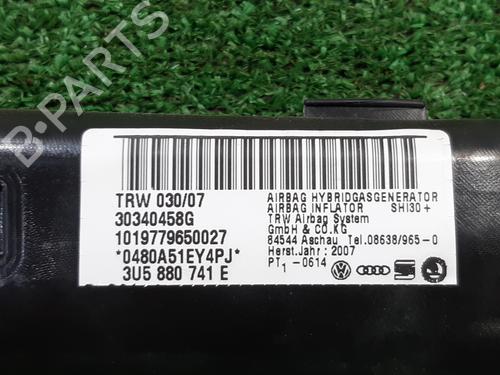 B-PARTS
TRW 030/07
30340458G
1019779650027
*0480A51EY4PJ*
3U5 880 741 E
AIRBAG HYBRIDGASGENERATOR
AIRBAG INFLATOR SHI30+
TRW Airbag System
GmbH & CO.KG
84544 Aschau Tel.08638/965-0
Herst.Jahr: 2007
PT1-0614